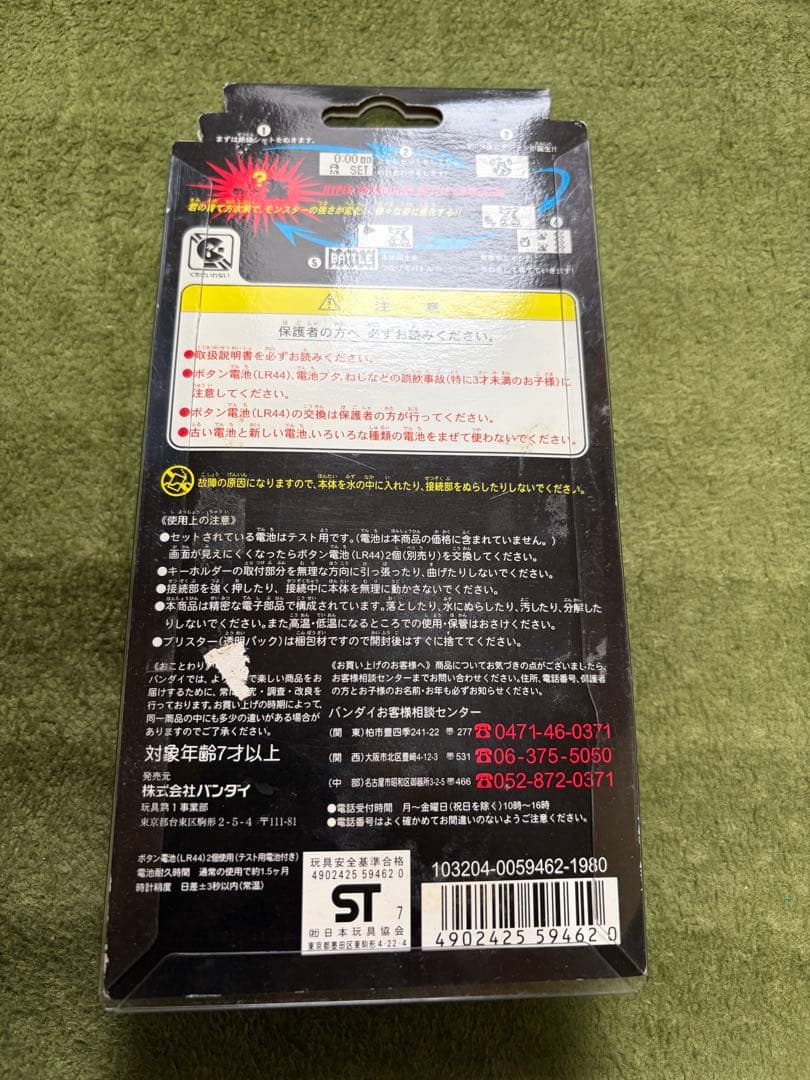 ①
まずは絶縁シートをぬきます。
②
0:00 on
SET
③
?
君の育て方次第で、モンスターの強さが変化し、様々な姿に進化する!!
④
くちにいれない
⑤
BATTLE
注 意
保護者の方へ 必ずお読みください。
●取扱説明書を必ずお読みください。
●ボタン電池(LR44)、電池ブタ、ねじなどの誤飲事故(特に3才未満のお子様)に
注意してください。
●ボタン電池(LR44)の交換は保護者の方が行ってください。
●古い電池と新しい電池、いろいろな種類の電池をまぜて使わないでください。
故障の原因になりますので、本体を水の中に入れたり、接続部をぬらしたりしないでください。
《使用上の注意》
●セットされている電池はテスト用です。(電池は本商品の価格に含まれていません。)
画面が見えにくくなったらボタン電池(LR44)2個(別売り)を交換してください。
●キーホルダーの取付部分を無理な方向に引っ張ったり、曲げたりしないでください。
●接続部を強く押したり、接続中に本体を無理に動かさないでください。
●本商品は精密な電子部品で構成されています。落としたり、水にぬらしたり、汚したり、分解した
りしないでください。また高温・低温になるところでの使用・保管はおさけください。
●ブリスター(透明パック)は梱包材ですので開封後はすぐに捨ててください。
《おことわり》
バンダイでは、よ で楽しい商品をお
届けするために、常に 究・調査・改良を
行っております。お買い上げの時期によって、
同一商品の中にも多少の違いがある場合が
ありますのでご了承ください。
対象年齢7才以上
発売元
株式会社バンダイ
玩具第1事業部
東京都台東区駒形2-5-4 〒111-81
《お買い上げのお客様へ》商品についてお気づきの点がございましたら、
お客様相談センターまでお問い合わせください。住所、電話番号、保護者
の方とお子様のお名前・お年も必ずお知らせください。
バンダイお客様相談センター
(関 東)柏市豊四季241-22 〒277 ☎0471-46-0371
(関 西)大阪市北区豊崎4-12-3 〒531 ☎06-375-5050
(中 部)名古屋市昭和区御器所3-2-5 〒466 ☎052-872-0371
●電話受付時間 月〜金曜日(祝日を除く)10時〜16時
●電話番号はよく確かめてお間違いのないようご注意ください。
ボタン電池(LR44)2個使用(テスト用電池付き)
電池耐久時間 通常の使用で約1.5ヶ月
時計精度 日差±3秒以内(常温)
玩具安全基準合格
4902425 59462 0
ST 7
(社)日本玩具協会
東京都墨田区東駒形4-22-4
103204-0059462-1980
4902425 594620